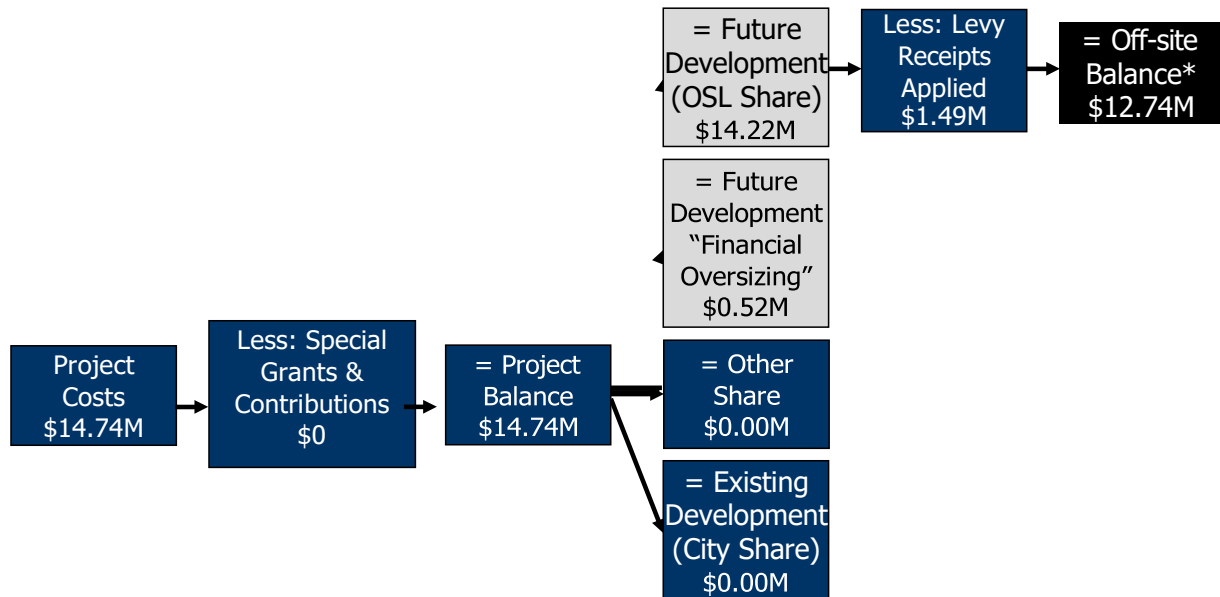 Project
Costs
$14.74M
Less: Special
Grants &
Contributions
$0
= Project
Balance
$14.74M
= Future
Development
(OSL Share)
$14.22M
Less: Levy
Receipts
Applied
$1.49M
= Off-site
Balance*
$12.74M
= Future
Development
“Financial
Oversizing”
$0.52M
= Other
Share
$0.00M
= Existing
Development
(City Share)
$0.00M